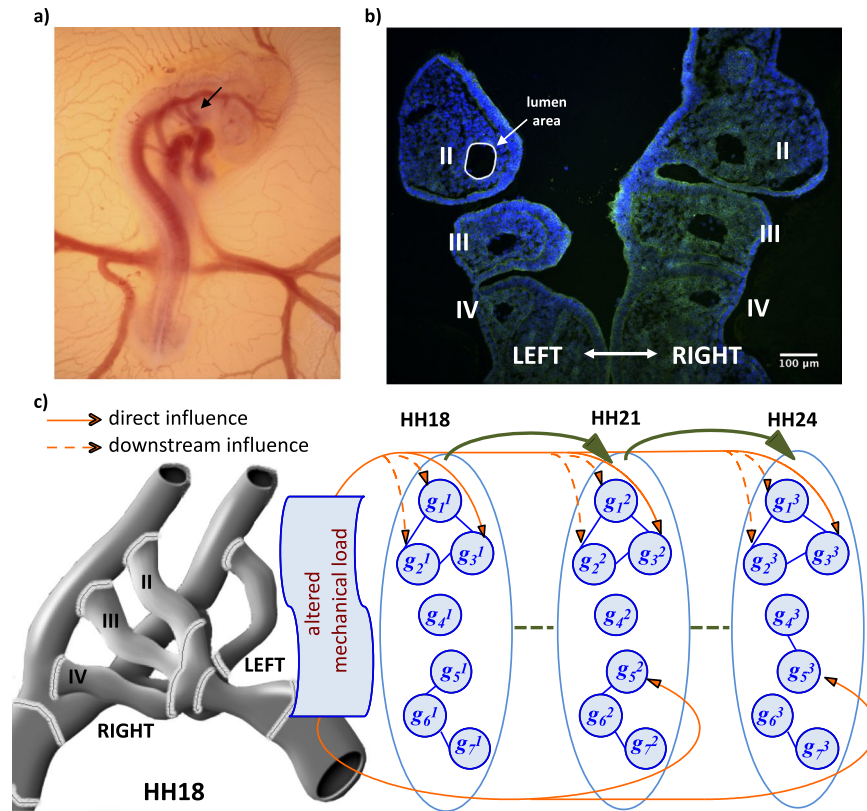 a)
b)
lumen
area
II
II
III
III
IV
IV
LEFT
RIGHT
100 µm
c)
direct influence
downstream influence
HH18
HH21
HH24
altered
mechanical load
II
III
IV
LEFT
RIGHT
HH18
g₁¹
g₂¹ g₃¹
g₄¹
g₅¹
g₆¹
g₇¹
g₁²
g₂² g₃²
g₄²
g₅²
g₆²
g₇²
g₁³
g₂³ g₃³
g₄³
g₅³
g₆³
g₇³